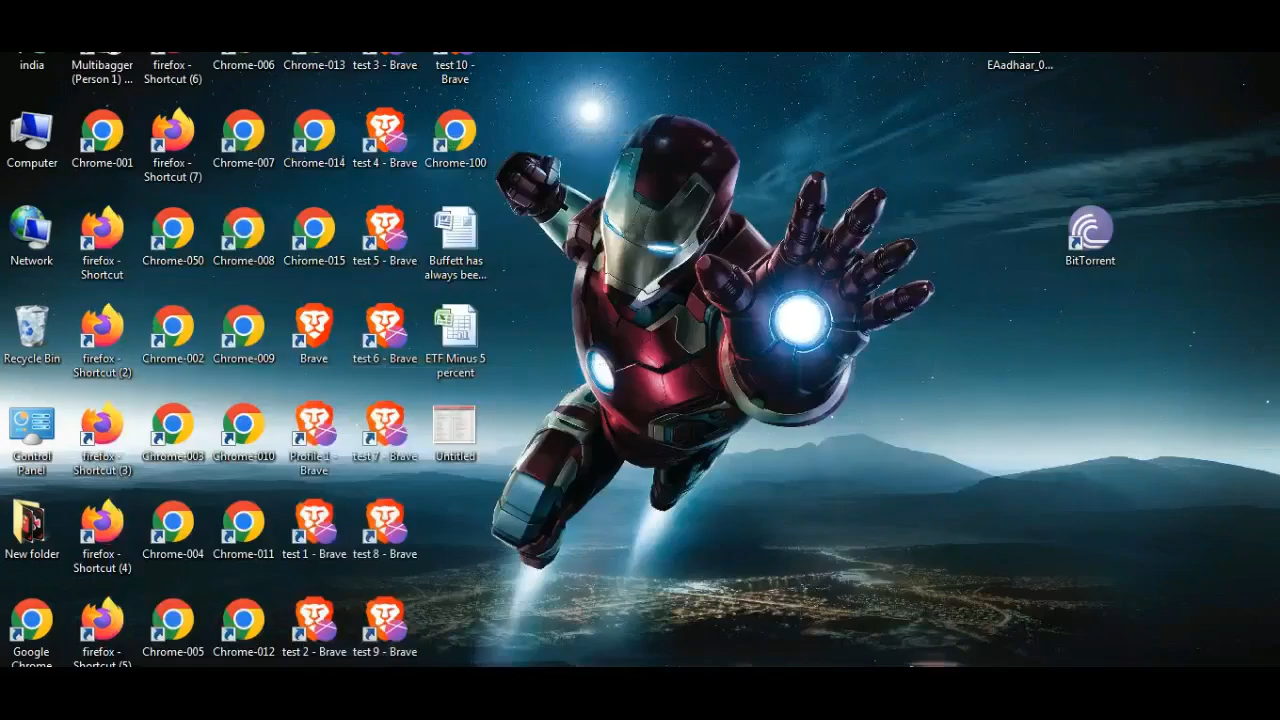 india
Multibagger
(Person 1) ...
firefox -
Shortcut (6)
Chrome-006
Chrome-013
test 3 - Brave
test 10 -
Brave
EAadhaar_0...
Computer
Chrome-001
firefox -
Shortcut (7)
Chrome-007
Chrome-014
test 4 - Brave
Chrome-100
Network
firefox -
Shortcut
Chrome-050
Chrome-008
Chrome-015
test 5 - Brave
Buffett has
always bee...
BitTorrent
Recycle Bin
firefox -
Shortcut (2)
Chrome-002
Chrome-009
Brave
test 6 - Brave
ETF Minus 5
percent
Control
Panel
firefox -
Shortcut (3)
Chrome-003
Chrome-010
Profile 1 -
Brave
test 7 - Brave
Untitled
New folder
firefox -
Shortcut (4)
Chrome-004
Chrome-011
test 1 - Brave
test 8 - Brave
Google
Chrome
firefox -
Shortcut (5)
Chrome-005
Chrome-012
test 2 - Brave
test 9 - Brave